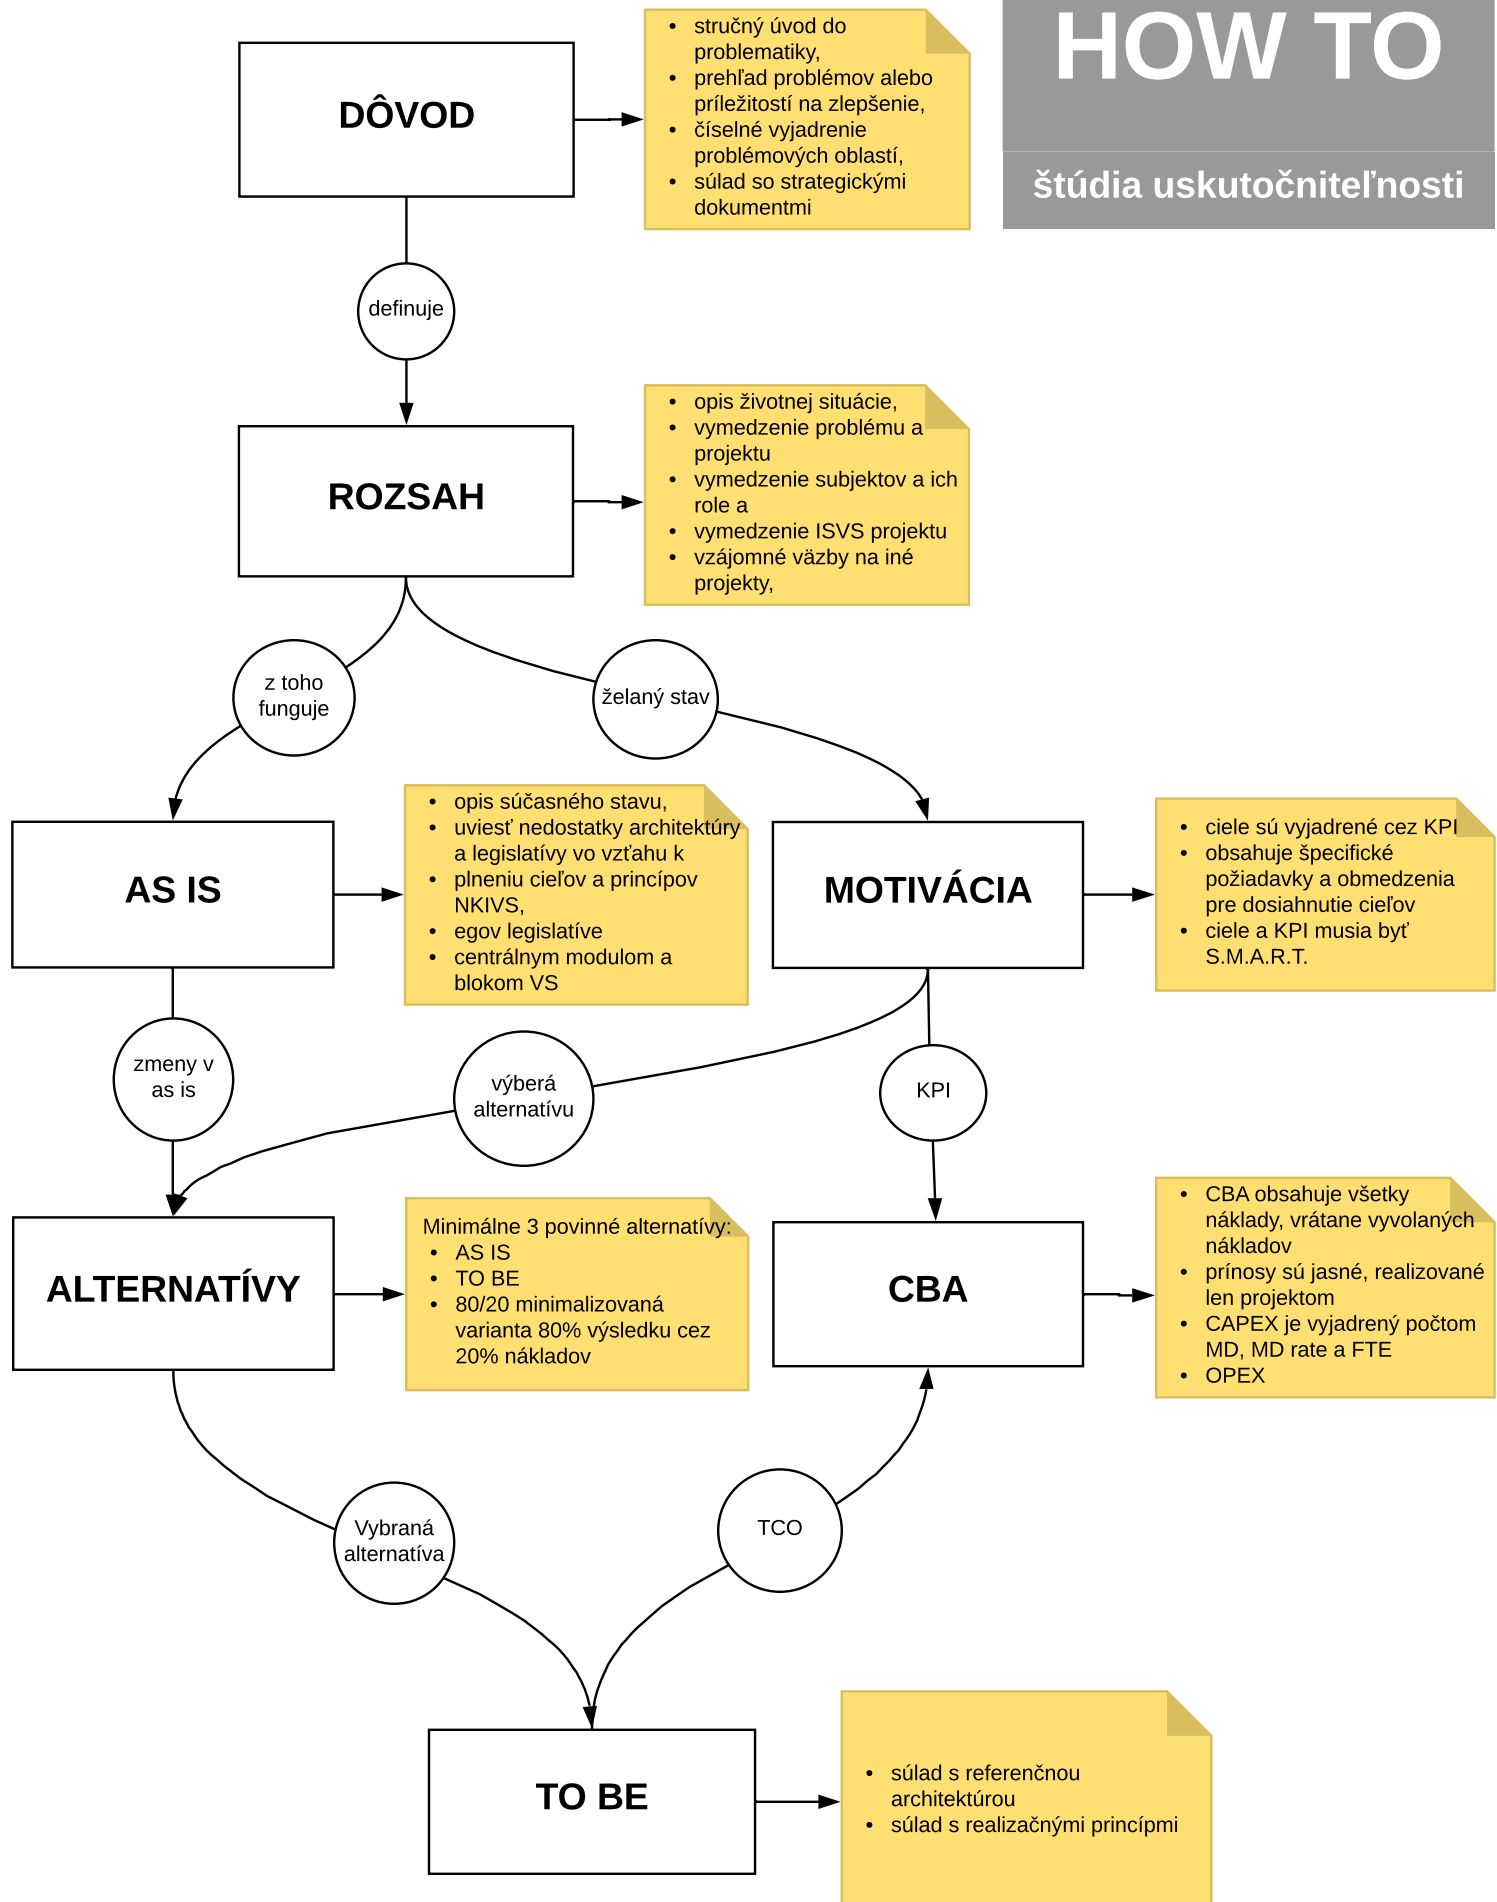 HOW TO
štúdia uskutočniteľnosti
DÔVOD
• stručný úvod do
problematiky,
• prehľad problémov alebo
príležitostí na zlepšenie,
• číselné vyjadrenie
problémových oblastí,
• súlad so strategickými
dokumentmi
definuje
ROZSAH
• opis životnej situácie,
• vymedzenie problému a
projektu
• vymedzenie subjektov a ich
role a
• vymedzenie ISVS projektu
• vzájomné väzby na iné
projekty,
z toho
funguje
želaný stav
AS IS
• opis súčasného stavu,
• uviesť nedostatky architektúry
a legislatívy vo vzťahu k
• plneniu cieľov a princípov
NKIVS,
• egov legislatíve
• centrálnym modulom a
blokom VS
MOTIVÁCIA
• ciele sú vyjadrené cez KPI
• obsahuje špecifické
požiadavky a obmedzenia
pre dosiahnutie cieľov
• ciele a KPI musia byť
S.M.A.R.T.
zmeny v
as is
výberá
alternatívu
KPI
ALTERNATÍVY
Minimálne 3 povinné alternatívy:
• AS IS
• TO BE
• 80/20 minimalizovaná
varianta 80% výsledku cez
20% nákladov
CBA
• CBA obsahuje všetky
náklady, vrátane vyvolaných
nákladov
• prínosy sú jasné, realizované
len projektom
• CAPEX je vyjadrený počtom
MD, MD rate a FTE
• OPEX
Vybraná
alternatíva
TCO
TO BE
• súlad s referenčnou
architektúrou
• súlad s realizačnými princípmi